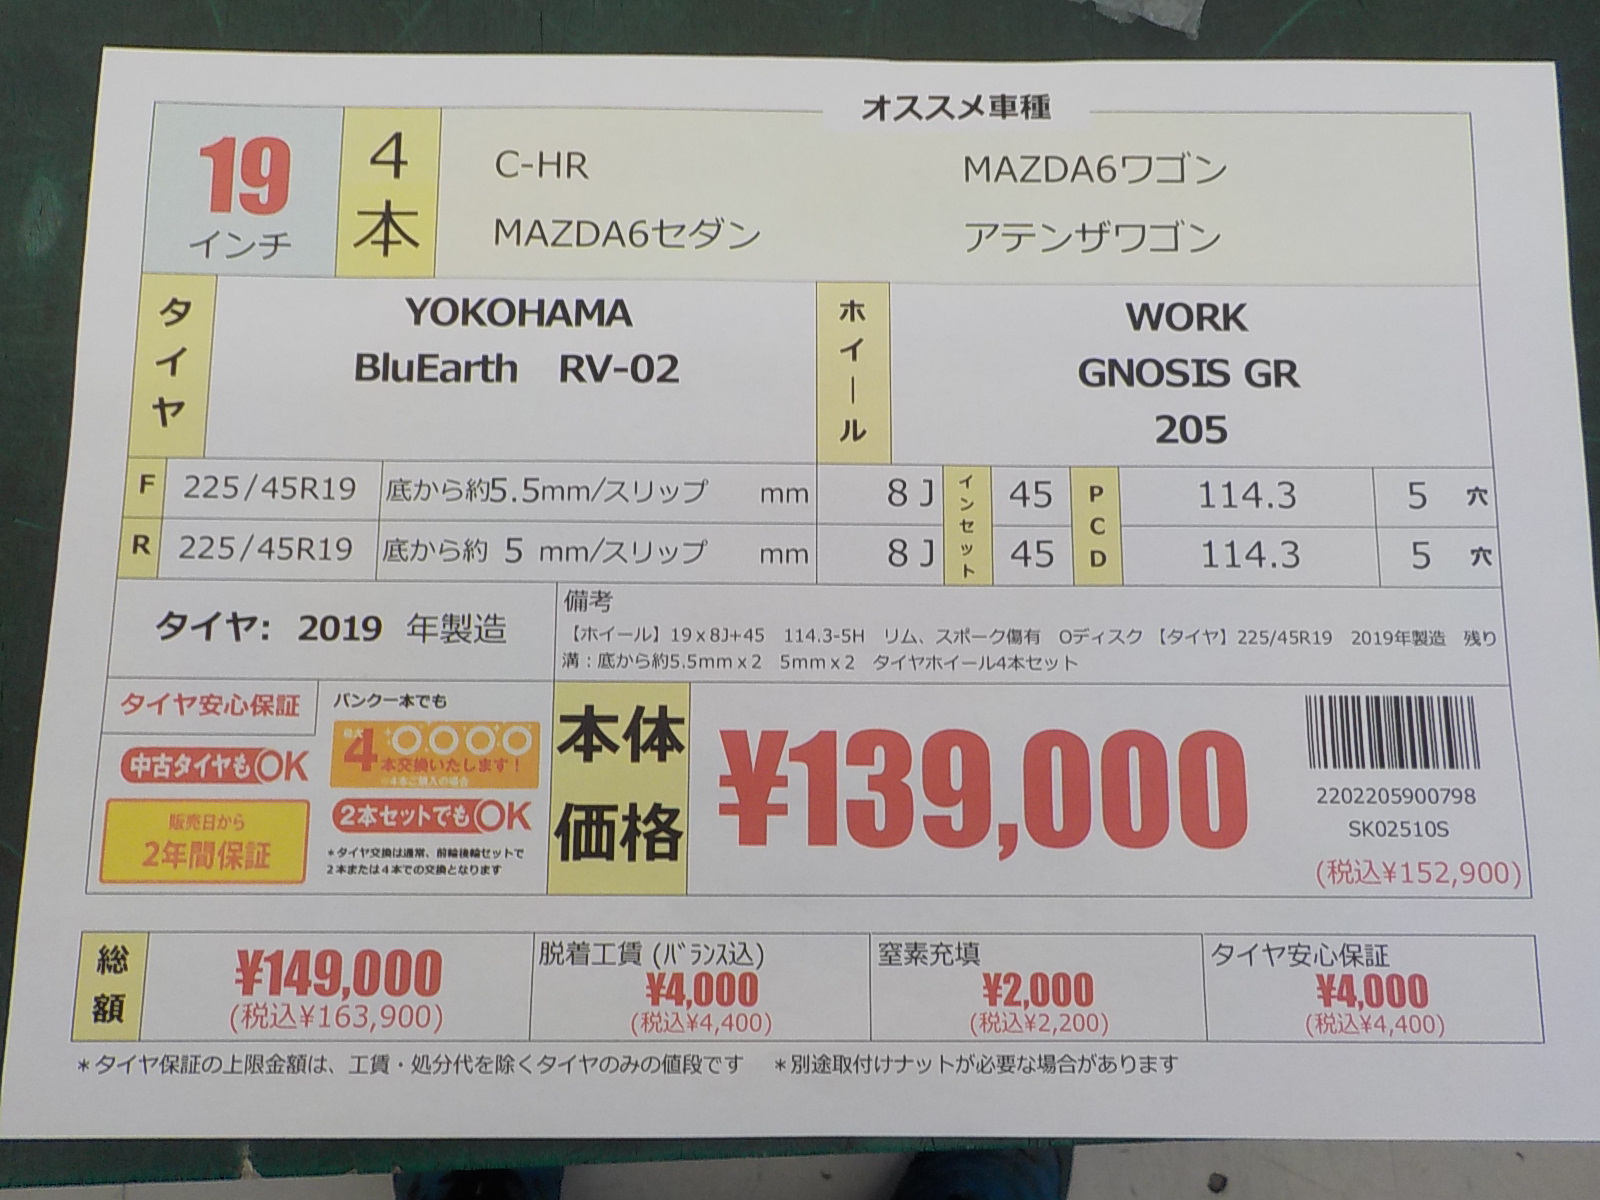 オススメ車種
19
インチ
4
本
C-HR
MAZDA6ワゴン
MAZDA6セダン
アテンザワゴン
タイヤ
YOKOHAMA
BluEarth RV-02
ホイール
WORK
GNOSIS GR
205
F 225/45R19 底から約5.5mm/スリップ mm 8 J インセット 45 PCD 114.3 5 穴
R 225/45R19 底から約 5 mm/スリップ mm 8 J 45 114.3 5 穴
タイヤ: 2019 年製造
備考
【ホイール】19ｘ8J+45 114.3-5H リム、スポーク傷有 Oディスク 【タイヤ】225/45R19 2019年製造 残り
溝：底から約5.5mmｘ2 5mmｘ2 タイヤホイール4本セット
タイヤ安心保証
パンク一本でも
中古タイヤもOK
最大4本交換いたします！
※4本ご購入の場合
販売日から
2年間保証
2本セットでもOK
＊タイヤ交換は通常、前輪後輪セットで
2本または4本での交換となります
本体
価格
¥139,000
2202205900798
SK02510S
(税込¥152,900)
総額
¥149,000
(税込¥163,900)
脱着工賃 (ﾊﾞﾗﾝｽ込)
¥4,000
(税込¥4,400)
窒素充填
¥2,000
(税込¥2,200)
タイヤ安心保証
¥4,000
(税込¥4,400)
＊タイヤ保証の上限金額は、工賃・処分代を除くタイヤのみの値段です ＊別途取付けナットが必要な場合があります